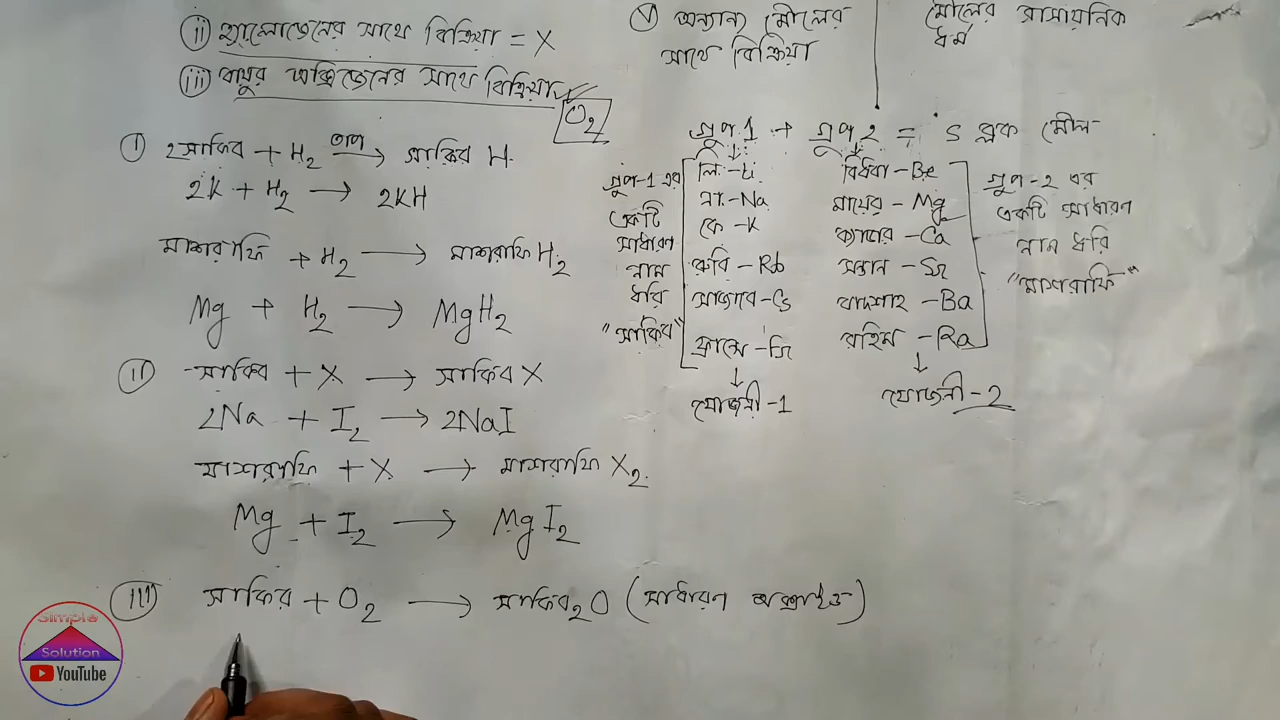 ii হ্যালোজেনের সাথে বিক্রিয়া = X
iii বায়ুর অক্সিজেনের সাথে বিক্রিয়া
O₂
V অন্যান্য মৌলের
সাথে বিক্রিয়া
মৌলের রাসায়নিক
ধর্ম
গ্রুপ 1 + গ্রুপ 2 = S ব্লক মৌল
গ্রুপ-1 এর
একটি
সাধারণ
নাম
ধরি
"সাকিব"
লি - Li
না - Na
কে - K
রুবি - Rb
সাজাবে - Cs
ফ্রান্সে - Fr
যোজনী - 1
বিধবা - Be
মায়ের - Mg
ক্যাডার - Ca
সন্তান - Sr
বাদশাহ - Ba
রহিম - Ra
যোজনী - 2
গ্রুপ-2 এর
একটি সাধারণ
নাম ধরি
"মাশরাফি"
i 2সাকিব + H₂ তাপ → সাকিব H
2K + H₂ → 2KH
মাশরাফি + H₂ → মাশরাফি H₂
Mg + H₂ → MgH₂
ii সাকিব + X → সাকিব X
2Na + I₂ → 2NaI
মাশরাফি + X → মাশরাফি X₂
Mg + I₂ → MgI₂
iii সাকিব + O₂ → সাকিব₂O (সাধারণ অক্সাইড)
Simple
Solution
YouTube